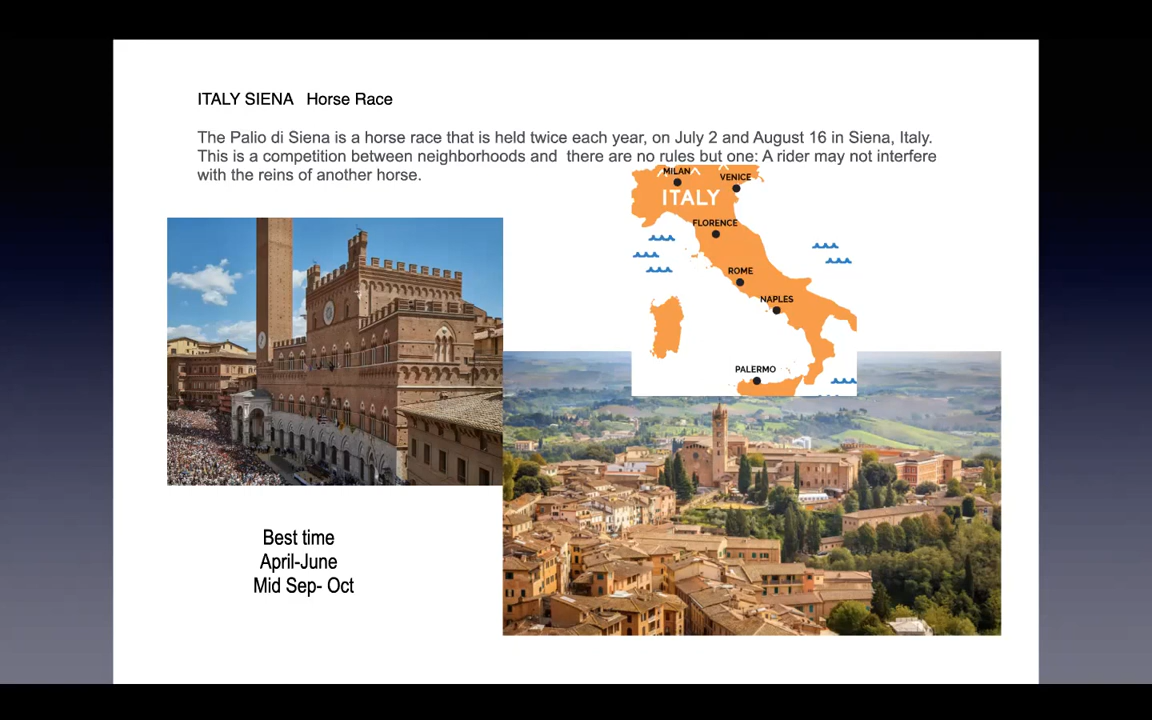 ITALY SIENA   Horse Race
The Palio di Siena is a horse race that is held twice each year, on July 2 and August 16 in Siena, Italy.
This is a competition between neighborhoods and  there are no rules but one: A rider may not interfere
with the reins of another horse.
MILAN
VENICE
ITALY
FLORENCE
ROME
NAPLES
PALERMO
Best time
April-June
Mid Sep- Oct